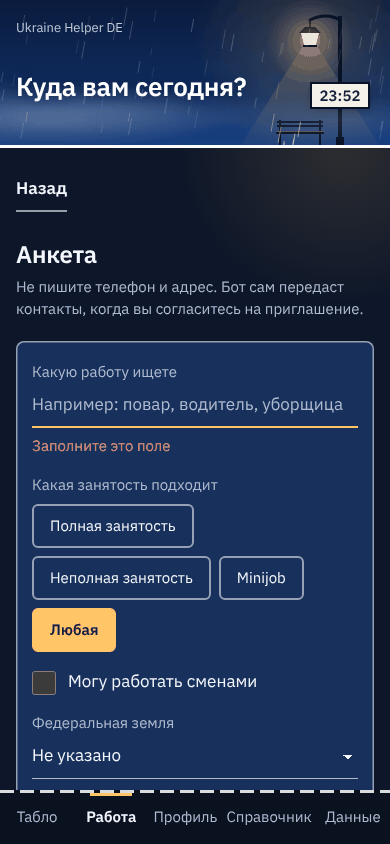 Ukraine Helper DE
Куда вам сегодня?
23:52
Назад
Анкета
Не пишите телефон и адрес. Бот сам передаст
контакты, когда вы согласитесь на приглашение.
Какую работу ищете
Например: повар, водитель, уборщица
Заполните это поле
Какая занятость подходит
Полная занятость
Неполная занятость Minijob
Любая
Могу работать сменами
Федеральная земля
Не указано
Табло Работа Профиль Справочник Данные